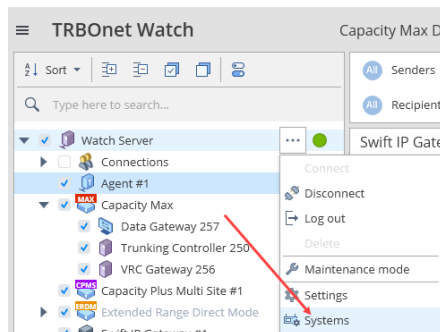 TRBOnet Watch
Capacity Max D
Sort
All Senders
Type here to search...
All Recipient
Watch Server
Swift IP Gate
Connections
Connect
Agent #1
Disconnect
MAX Capacity Max
Log out
Data Gateway 257
Delete
Trunking Controller 250
Maintenance mode
VRC Gateway 256
CPMS Capacity Plus Multi Site #1
Settings
ERDM Extended Range Direct Mode
Systems